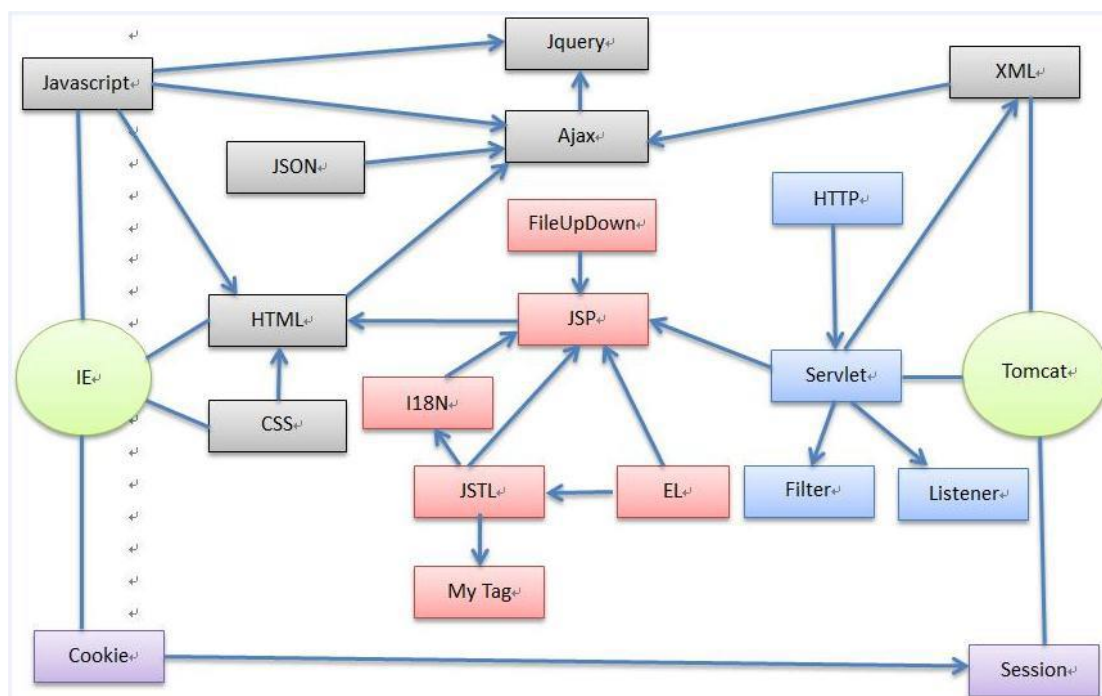 Jquery
Javascript
XML
Ajax
JSON
HTTP
FileUpDown
HTML
JSP
IE
Servlet
Tomcat
I18N
CSS
JSTL
EL
Filter
Listener
My Tag
Cookie
Session